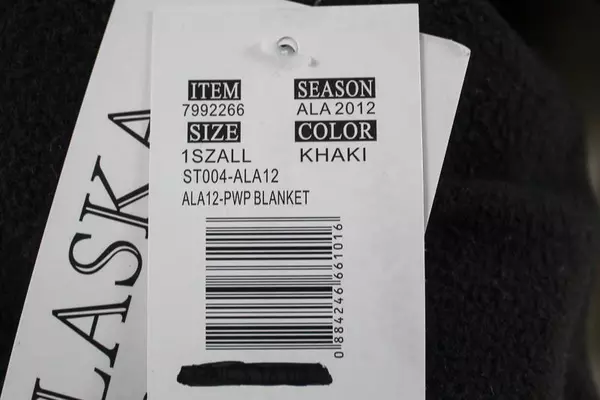 ITEM SEASON
7992266 ALA 2012
SIZE COLOR
1SZALL KHAKI
ST004-ALA12
ALA12-PWP BLANKET
0884246661016
LASKA